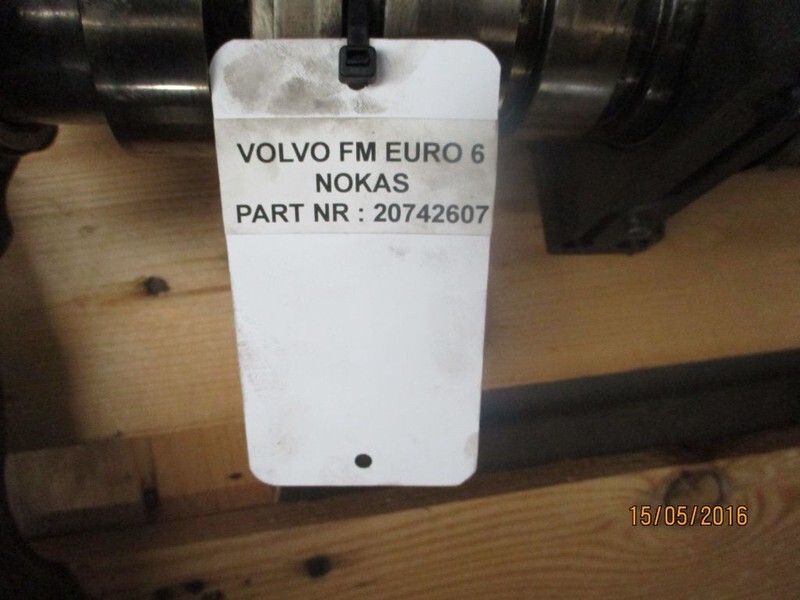 VOLVO FM EURO 6
NOKAS
PART NR : 20742607
15/05/2016